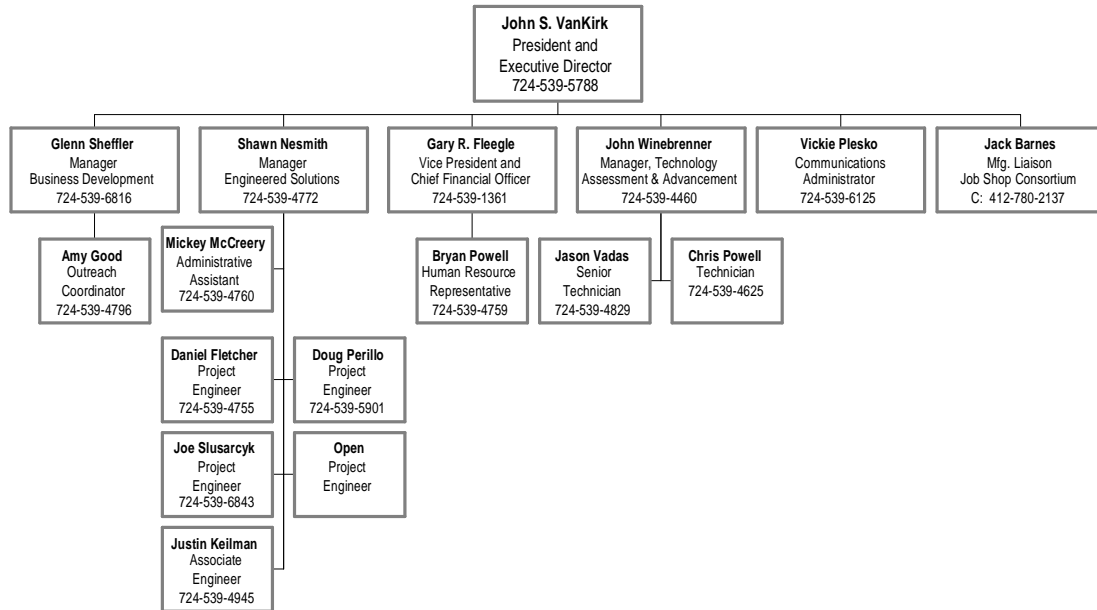 John S. VanKirk
President and
Executive Director
724-539-5788
Glenn Sheffler
Manager
Business Development
724-539-6816
Shawn Nesmith
Manager
Engineered Solutions
724-539-4772
Gary R. Fleegle
Vice President and
Chief Financial Officer
724-539-1361
John Winebrenner
Manager, Technology
Assessment & Advancement
724-539-4460
Vickie Plesko
Communications
Administrator
724-539-6125
Jack Barnes
Mfg. Liaison
Job Shop Consortium
C: 412-780-2137
Amy Good
Outreach
Coordinator
724-539-4796
Mickey McCreery
Administrative
Assistant
724-539-4760
Bryan Powell
Human Resource
Representative
724-539-4759
Jason Vadas
Senior
Technician
724-539-4829
Chris Powell
Technician
724-539-4625
Daniel Fletcher
Project
Engineer
724-539-4755
Doug Perillo
Project
Engineer
724-539-5901
Joe Slusarcyk
Project
Engineer
724-539-6843
Open
Project
Engineer
Justin Keilman
Associate
Engineer
724-539-4945